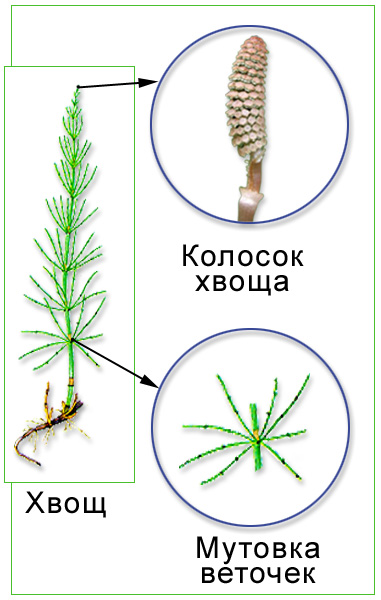 Колосок
хвоща
Хвощ
Мутовка
веточек